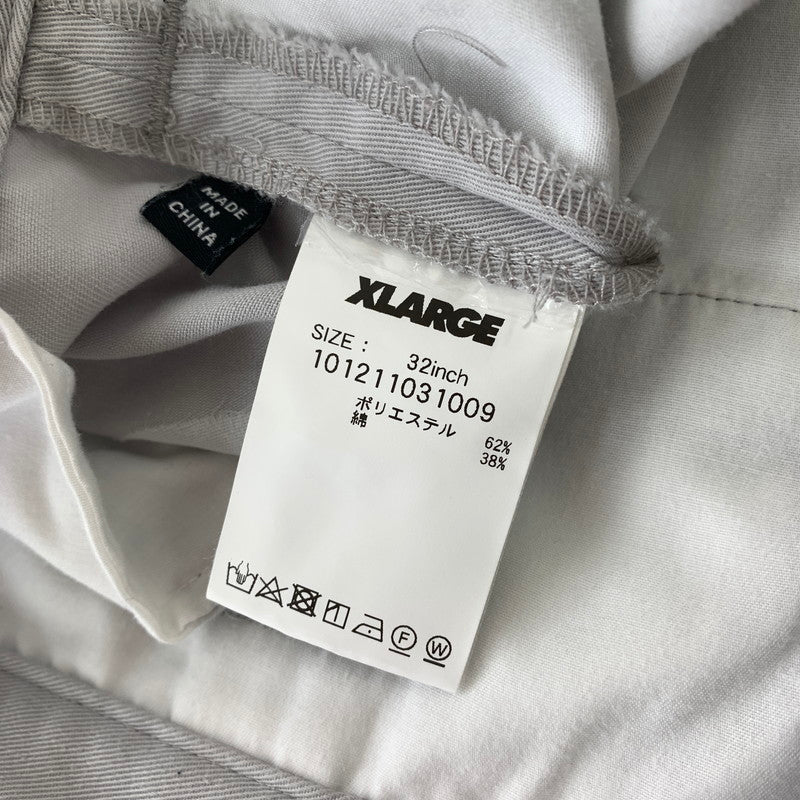 MADE
IN
CHINA
XLARGE
SIZE : 32inch
101211031009
ポリエステル 62%
綿 38%
F W